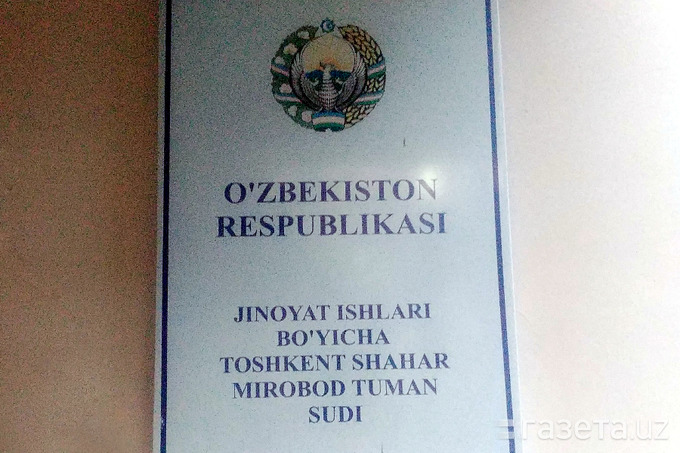 O'ZBEKISTON
RESPUBLIKASI
JINOYAT ISHLARI
BO'YICHA
TOSHKENT SHAHAR
MIROBOD TUMAN
SUDI
газета.uz